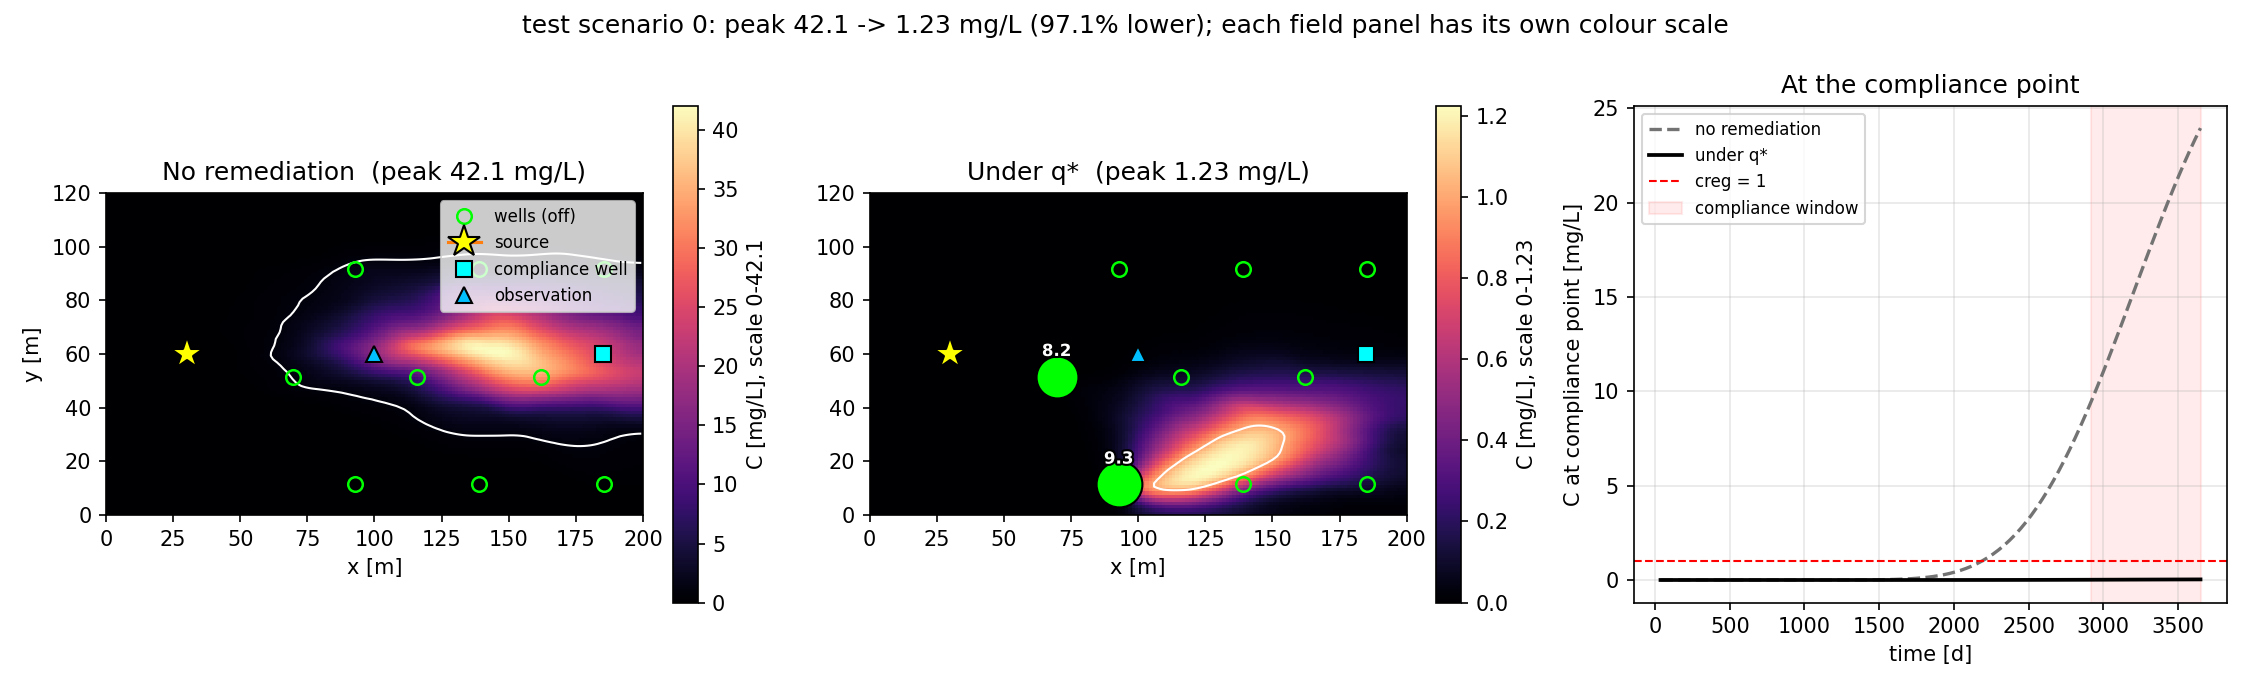 test scenario 0: peak 42.1 -> 1.23 mg/L (97.1% lower); each field panel has its own colour scale
No remediation  (peak 42.1 mg/L)
wells (off)
source
compliance well
observation
y [m]
120
100
80
60
40
20
0
0 25 50 75 100 125 150 175 200
x [m]
40
35
30
25
20
15
10
5
0
C [mg/L], scale 0-42.1
Under q*  (peak 1.23 mg/L)
120
100
80
60
40
20
0
8.2
9.3
0 25 50 75 100 125 150 175 200
x [m]
1.2
1.0
0.8
0.6
0.4
0.2
0.0
C [mg/L], scale 0-1.23
At the compliance point
no remediation
under q*
creg = 1
compliance window
C at compliance point [mg/L]
25
20
15
10
5
0
0 500 1000 1500 2000 2500 3000 3500
time [d]